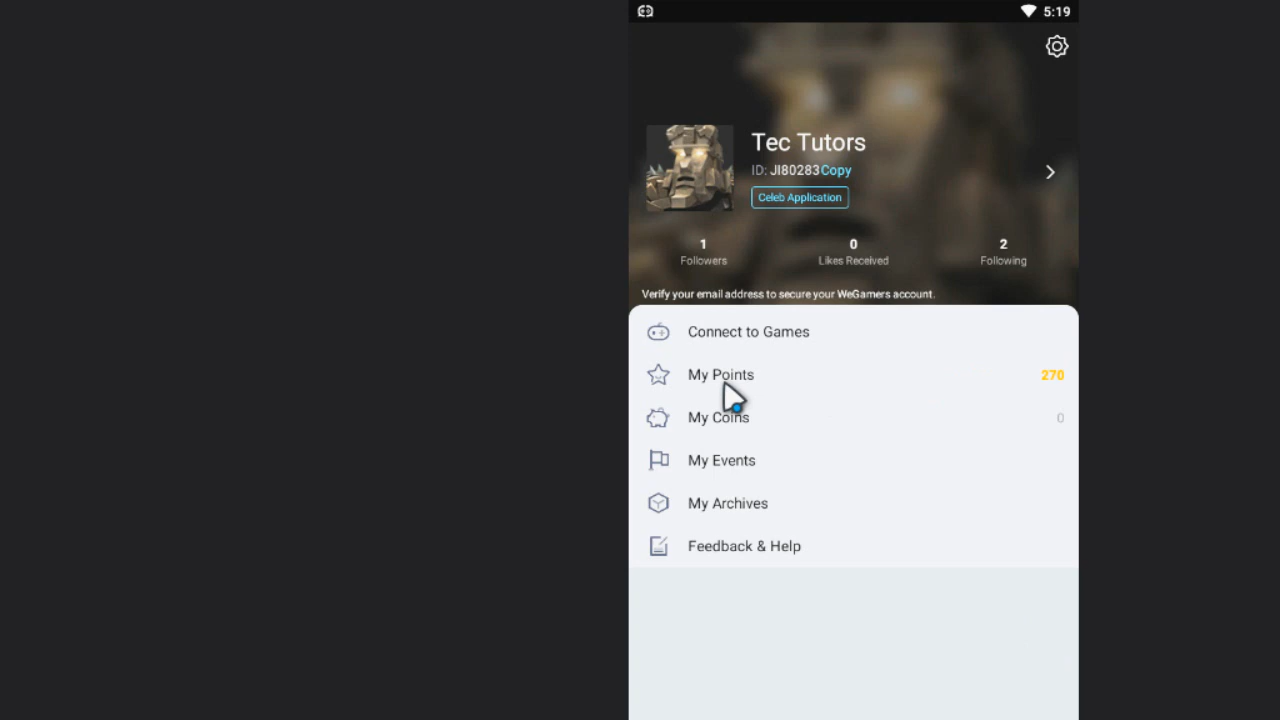 5:19
Tec Tutors
ID: JI80283Copy
Celeb Application
1 0 2
Followers Likes Received Following
Verify your email address to secure your WeGamers account.
Connect to Games
My Points 270
My Coins 0
My Events
My Archives
Feedback & Help